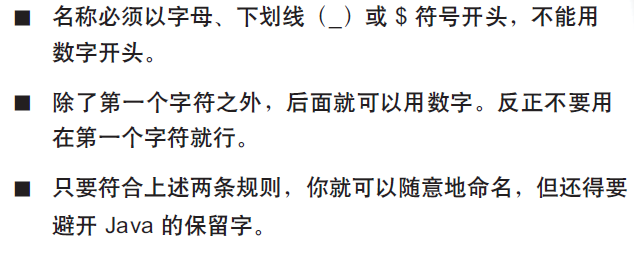 ■ 名称必须以字母、下划线（_）或 $ 符号开头，不能用
数字开头。
■ 除了第一个字符之外，后面就可以用数字。反正不要用
在第一个字符就行。
■ 只要符合上述两条规则，你就可以随意地命名，但还得要
避开 Java 的保留字。